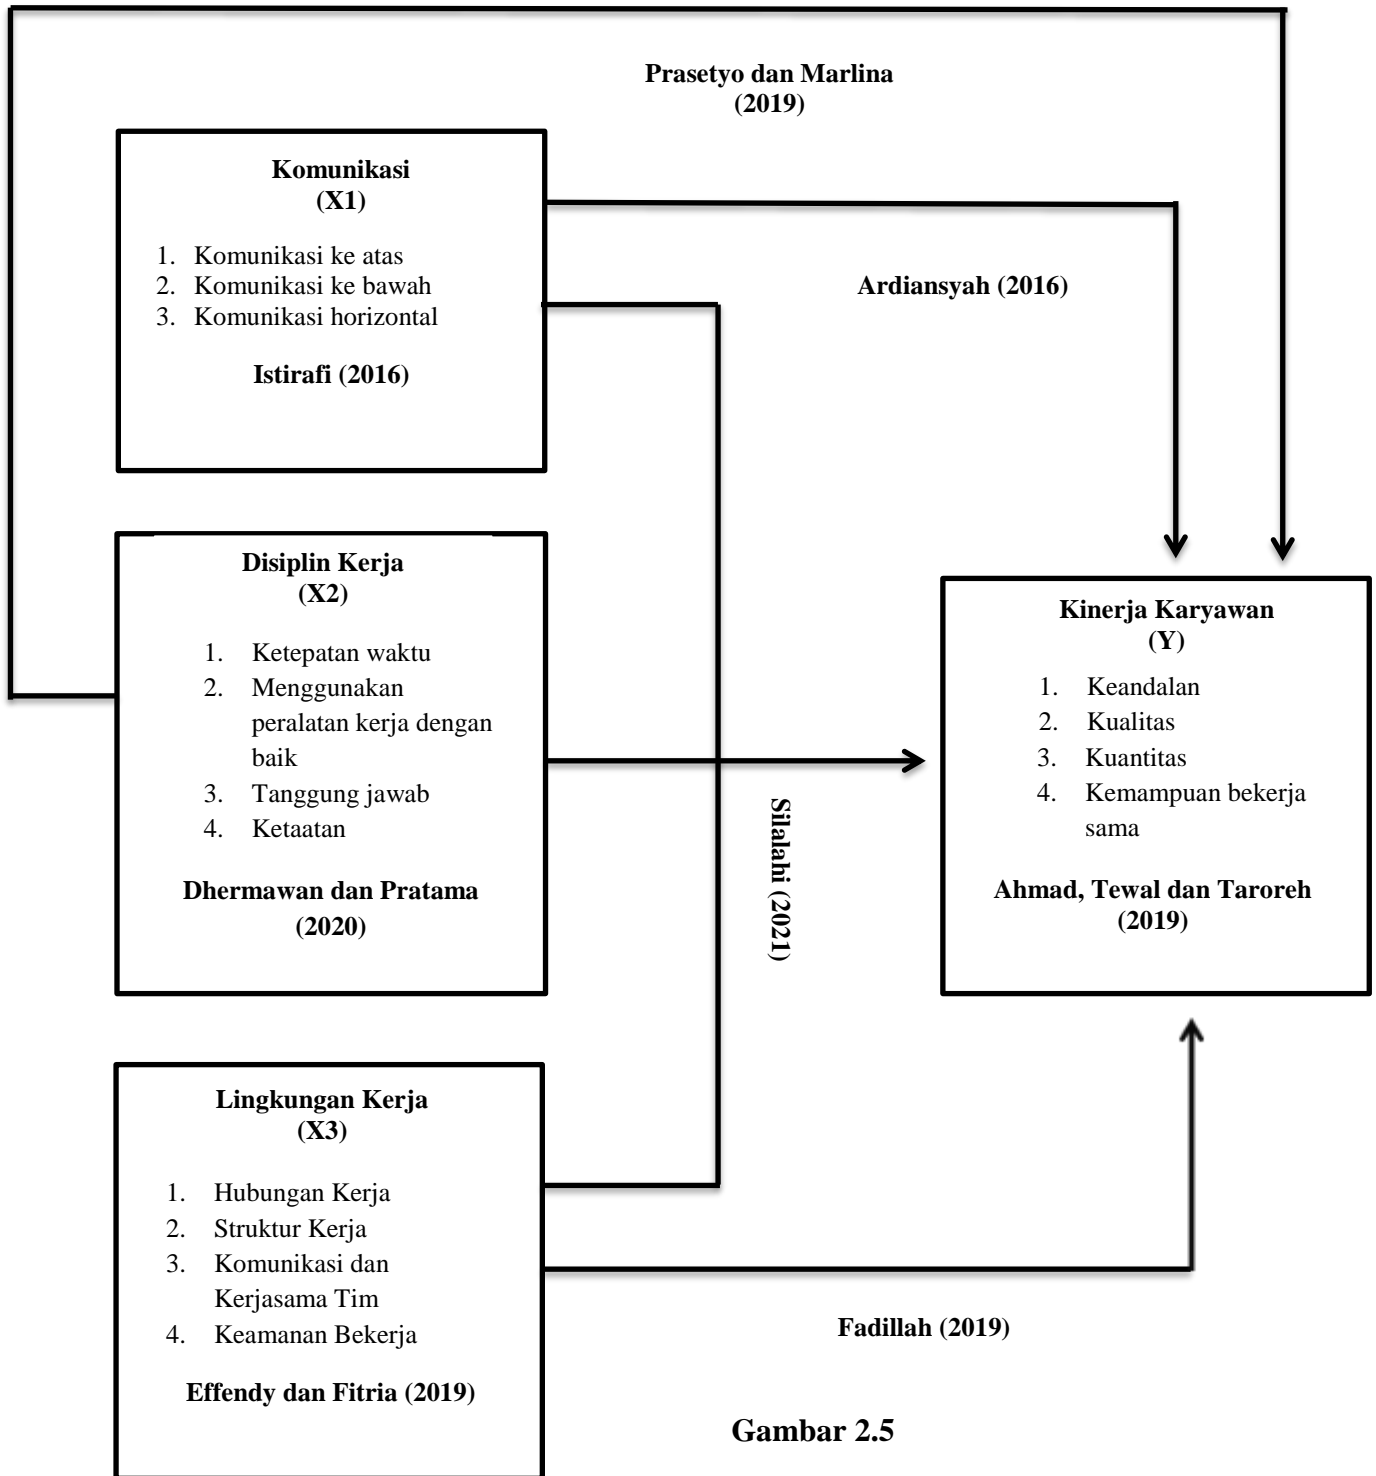 Prasetyo dan Marlina
(2019)
Komunikasi
(X1)
1. Komunikasi ke atas
2. Komunikasi ke bawah
3. Komunikasi horizontal
Istirafi (2016)
Ardiansyah (2016)
Disiplin Kerja
(X2)
1. Ketepatan waktu
2. Menggunakan
peralatan kerja dengan
baik
3. Tanggung jawab
4. Ketaatan
Dhermawan dan Pratama
(2020)
Silalahi (2021)
Kinerja Karyawan
(Y)
1. Keandalan
2. Kualitas
3. Kuantitas
4. Kemampuan bekerja
sama
Ahmad, Tewal dan Taroreh
(2019)
Lingkungan Kerja
(X3)
1. Hubungan Kerja
2. Struktur Kerja
3. Komunikasi dan
Kerjasama Tim
4. Keamanan Bekerja
Effendy dan Fitria (2019)
Fadillah (2019)
Gambar 2.5